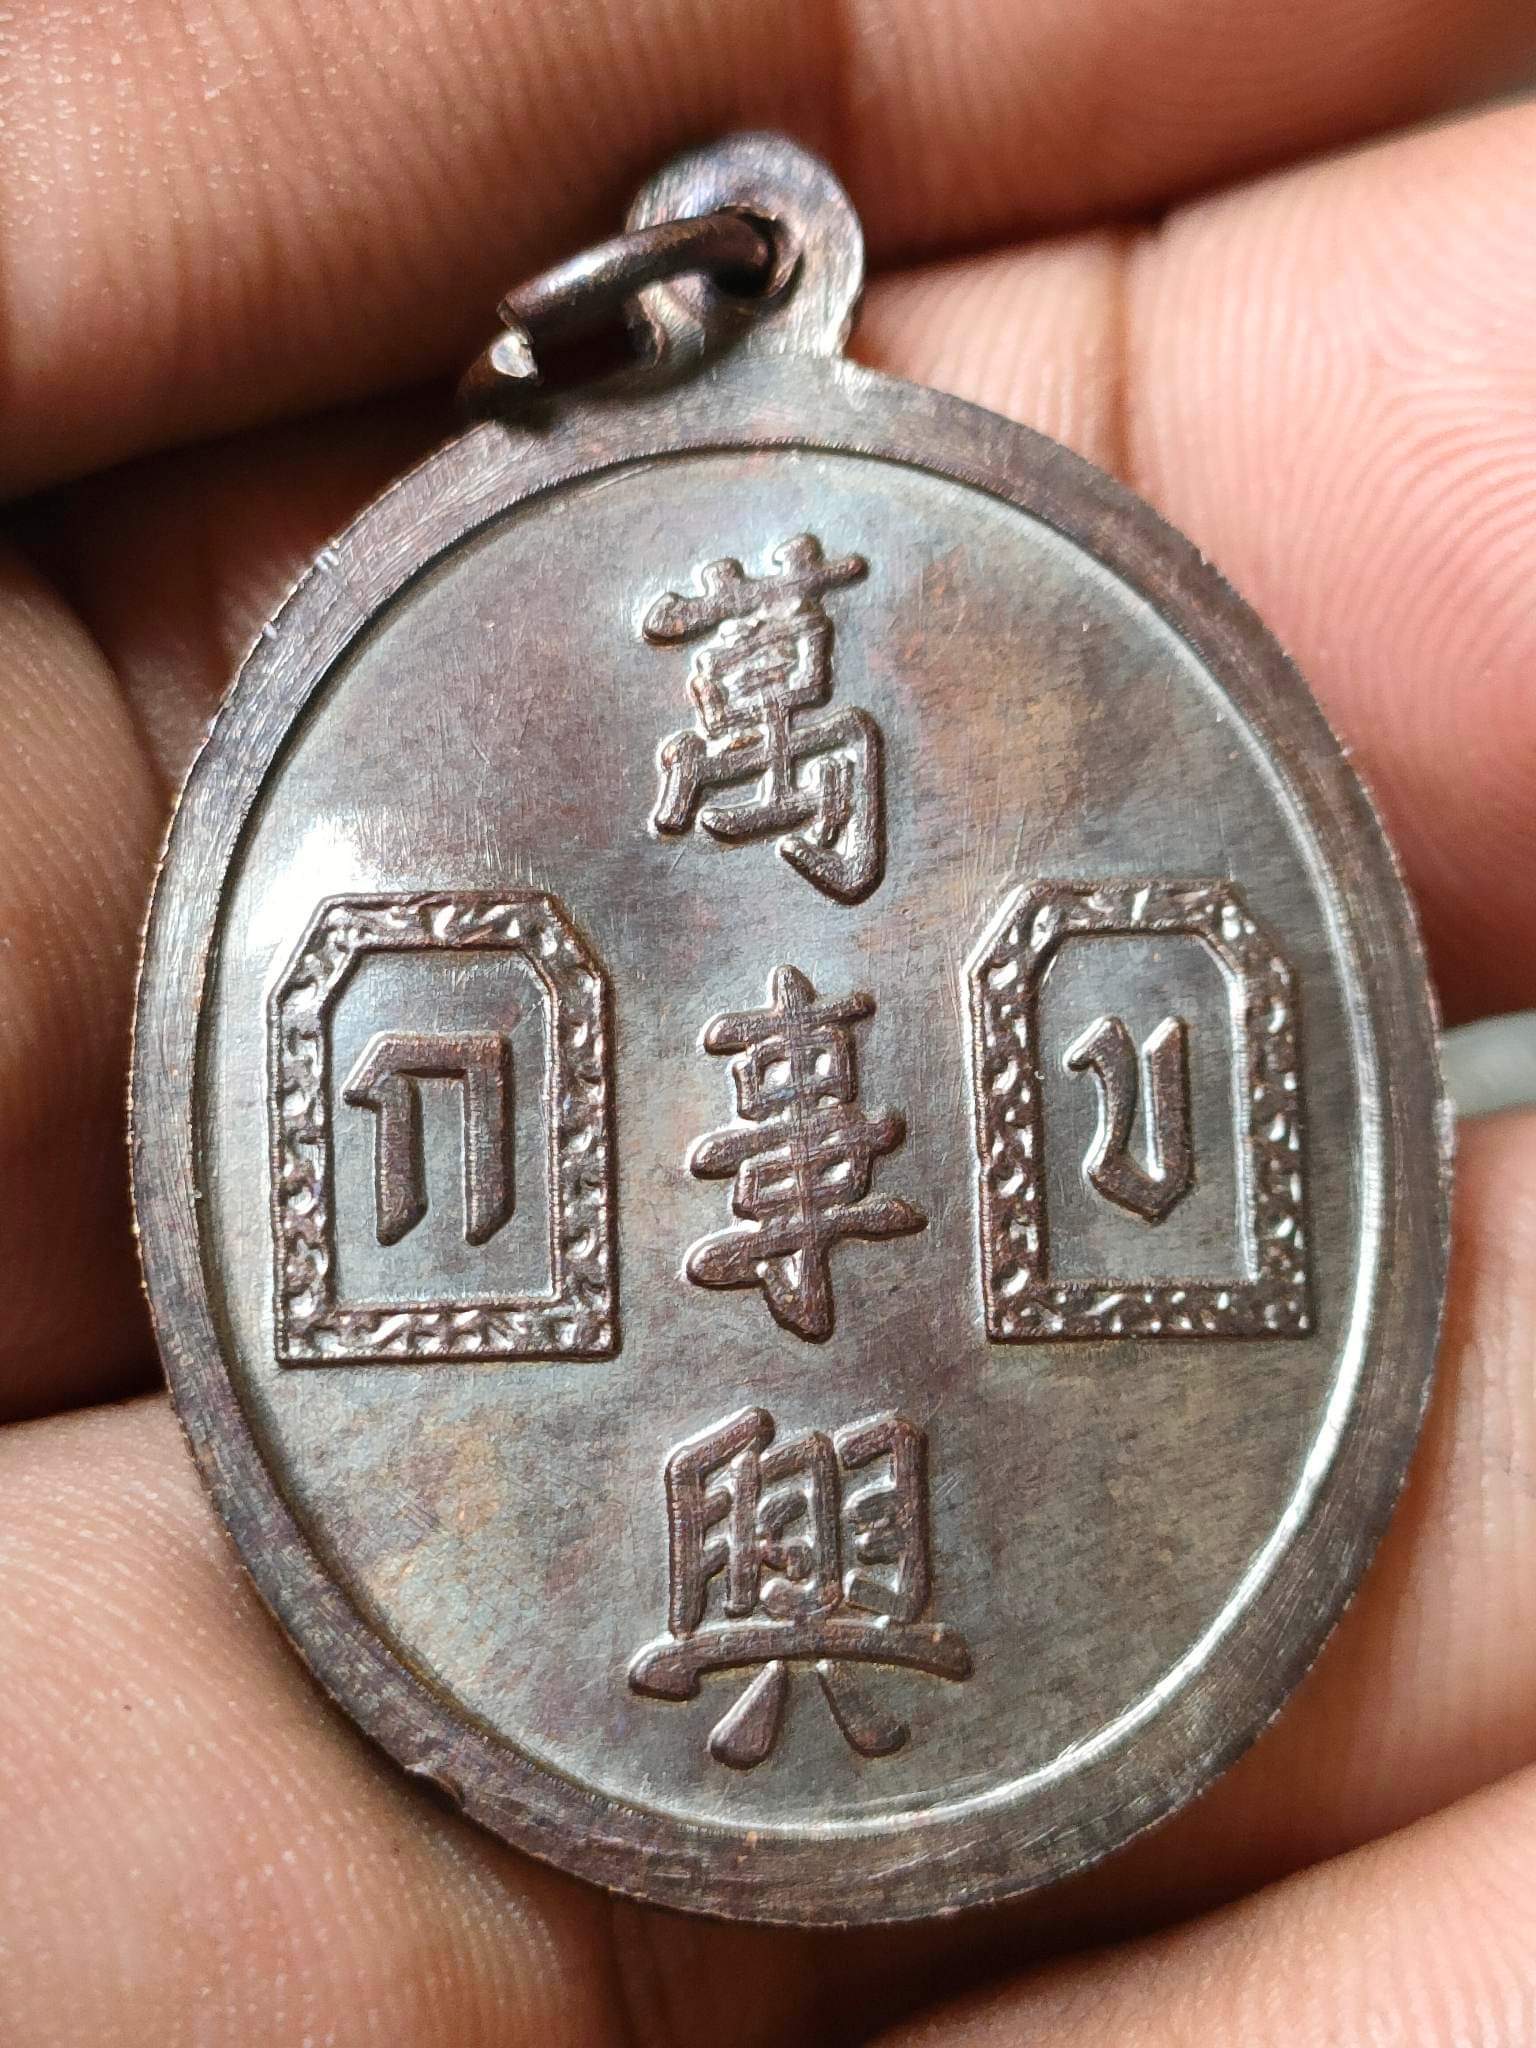 萬
ก
事
ข
興